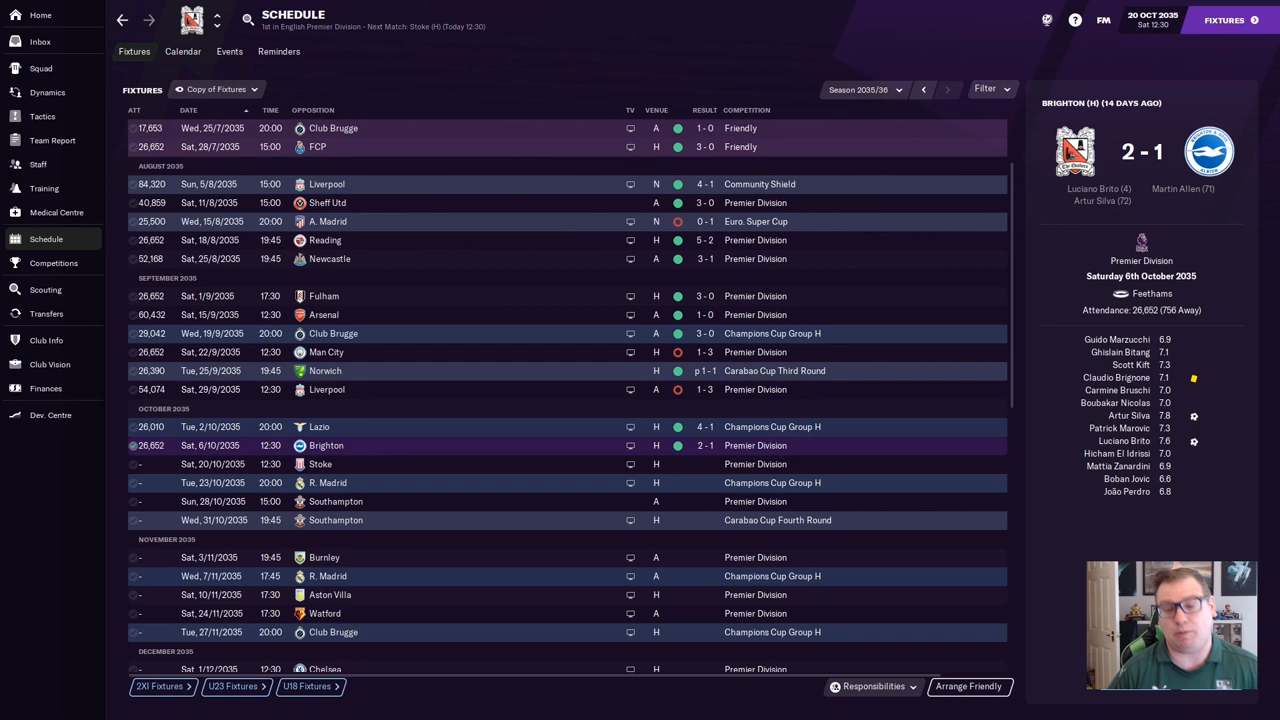 Home
Inbox
Squad
Dynamics
Tactics
Team Report
Staff
Training
Medical Centre
Schedule
Competitions
Scouting
Transfers
Club Info
Club Vision
Finances
Dev. Centre
SCHEDULE
1st in English Premier Division - Next Match: Stoke (H) (Today 12:30)
FM
20 OCT 2035
Sat 12:30
FIXTURES
Fixtures Calendar Events Reminders
FIXTURES Copy of Fixtures Season 2035/36 Filter
ATT DATE TIME OPPOSITION TV VENUE RESULT COMPETITION
17,653 Wed, 25/7/2035 20:00 Club Brugge A 1 - 0 Friendly
26,652 Sat, 28/7/2035 15:00 FCP H 3 - 0 Friendly
AUGUST 2035
84,320 Sun, 5/8/2035 15:00 Liverpool N 4 - 1 Community Shield
40,859 Sat, 11/8/2035 15:00 Sheff Utd A 3 - 0 Premier Division
25,500 Wed, 15/8/2035 20:00 A. Madrid N 0 - 1 Euro. Super Cup
26,652 Sat, 18/8/2035 19:45 Reading H 5 - 2 Premier Division
52,168 Sat, 25/8/2035 19:45 Newcastle A 3 - 1 Premier Division
SEPTEMBER 2035
26,652 Sat, 1/9/2035 17:30 Fulham H 3 - 0 Premier Division
60,432 Sat, 15/9/2035 12:30 Arsenal A 1 - 0 Premier Division
29,042 Wed, 19/9/2035 20:00 Club Brugge A 3 - 0 Champions Cup Group H
26,652 Sat, 22/9/2035 12:30 Man City H 1 - 3 Premier Division
26,390 Tue, 25/9/2035 19:45 Norwich H p 1 - 1 Carabao Cup Third Round
54,074 Sat, 29/9/2035 12:30 Liverpool A 1 - 3 Premier Division
OCTOBER 2035
26,010 Tue, 2/10/2035 20:00 Lazio H 4 - 1 Champions Cup Group H
26,652 Sat, 6/10/2035 12:30 Brighton H 2 - 1 Premier Division
- Sat, 20/10/2035 12:30 Stoke H Premier Division
- Tue, 23/10/2035 20:00 R. Madrid H Champions Cup Group H
- Sun, 28/10/2035 15:00 Southampton A Premier Division
- Wed, 31/10/2035 19:45 Southampton H Carabao Cup Fourth Round
NOVEMBER 2035
- Sat, 3/11/2035 19:45 Burnley A Premier Division
- Wed, 7/11/2035 17:45 R. Madrid A Champions Cup Group H
- Sat, 10/11/2035 17:30 Aston Villa H Premier Division
- Sat, 24/11/2035 17:30 Watford A Premier Division
- Tue, 27/11/2035 20:00 Club Brugge H Champions Cup Group H
DECEMBER 2035
- Sat, 1/12/2035 12:30 Chelsea H Premier Division
2XI Fixtures U23 Fixtures U18 Fixtures Responsibilities Arrange Friendly
BRIGHTON (H) (14 DAYS AGO)
2 - 1
Luciano Brito (4) Martin Allen (71)
Artur Silva (72)
Premier Division
Saturday 6th October 2035
Feethams
Attendance: 26,652 (756 Away)
Guido Marzucchi 6.9
Ghislain Bitang 7.1
Scott Kift 7.3
Claudio Brignone 7.1
Carmine Bruschi 7.0
Boubakar Nicolas 7.0
Artur Silva 7.8
Patrick Marovic 7.3
Luciano Brito 7.6
Hicham El Idrissi 7.0
Mattia Zanardini 6.9
Boban Jovic 6.6
João Perdro 6.8